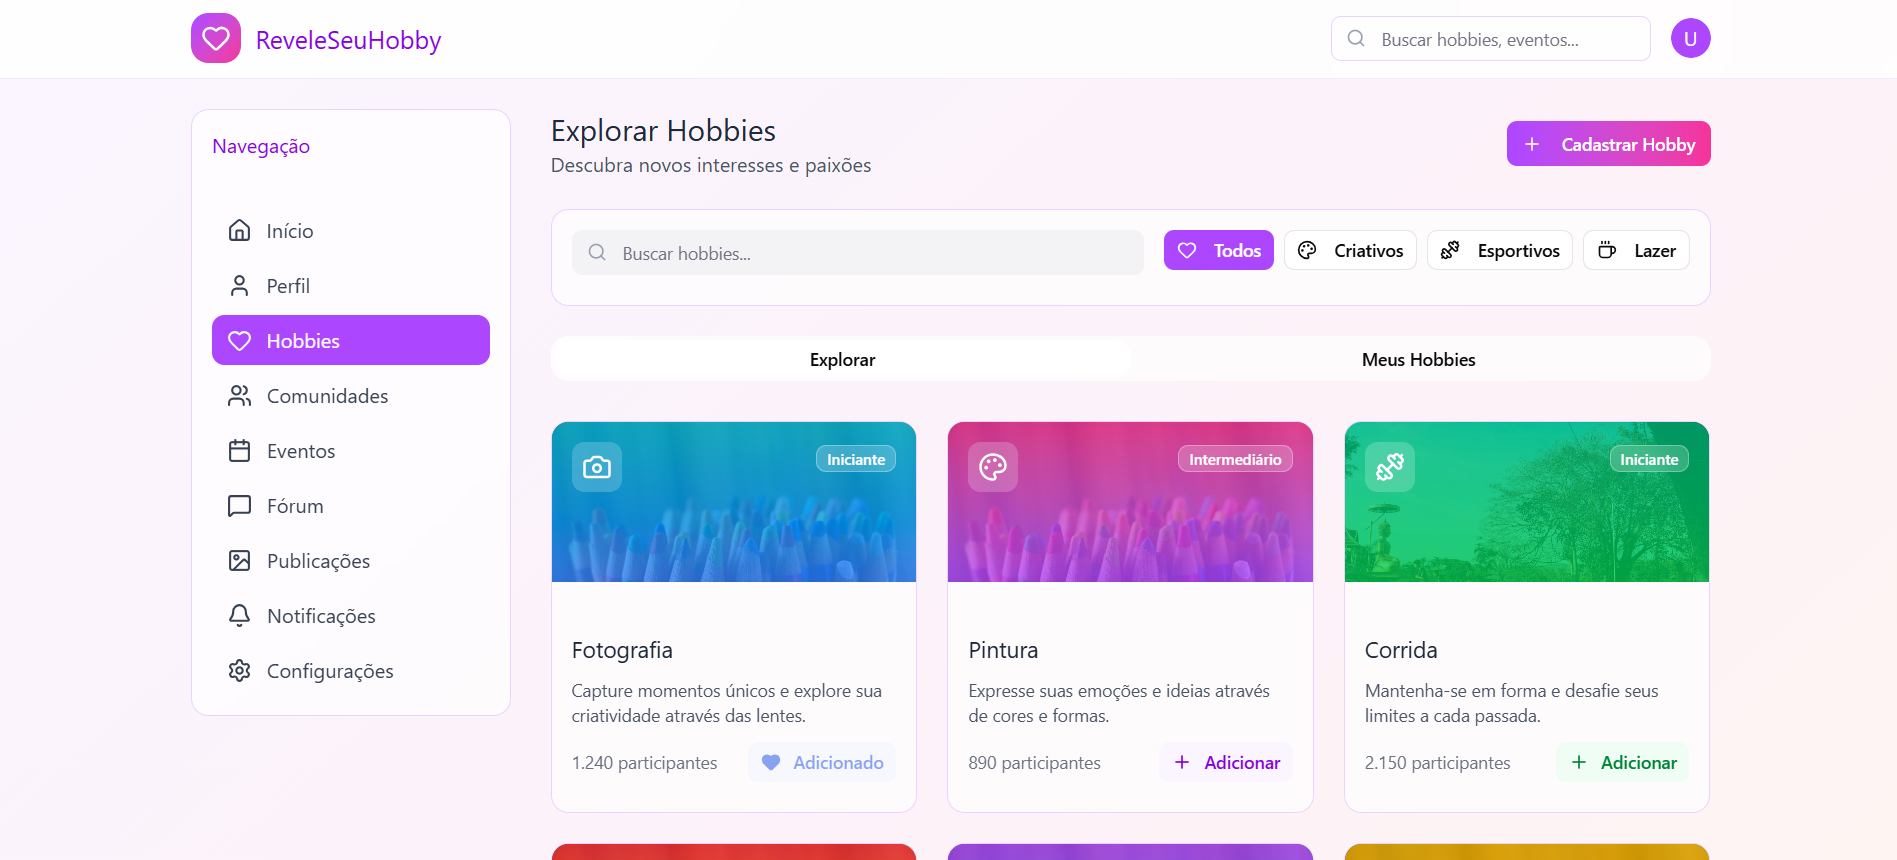 ReveleSeuHobby
Buscar hobbies, eventos...
U
Navegação
Início
Perfil
Hobbies
Comunidades
Eventos
Fórum
Publicações
Notificações
Configurações
Explorar Hobbies
Descubra novos interesses e paixões
Cadastrar Hobby
Buscar hobbies...
Todos
Criativos
Esportivos
Lazer
Explorar
Meus Hobbies
Iniciante
Fotografia
Capture momentos únicos e explore sua
criatividade através das lentes.
1.240 participantes
Adicionado
Intermediário
Pintura
Expresse suas emoções e ideias através
de cores e formas.
890 participantes
Adicionar
Iniciante
Corrida
Mantenha-se em forma e desafie seus
limites a cada passada.
2.150 participantes
Adicionar